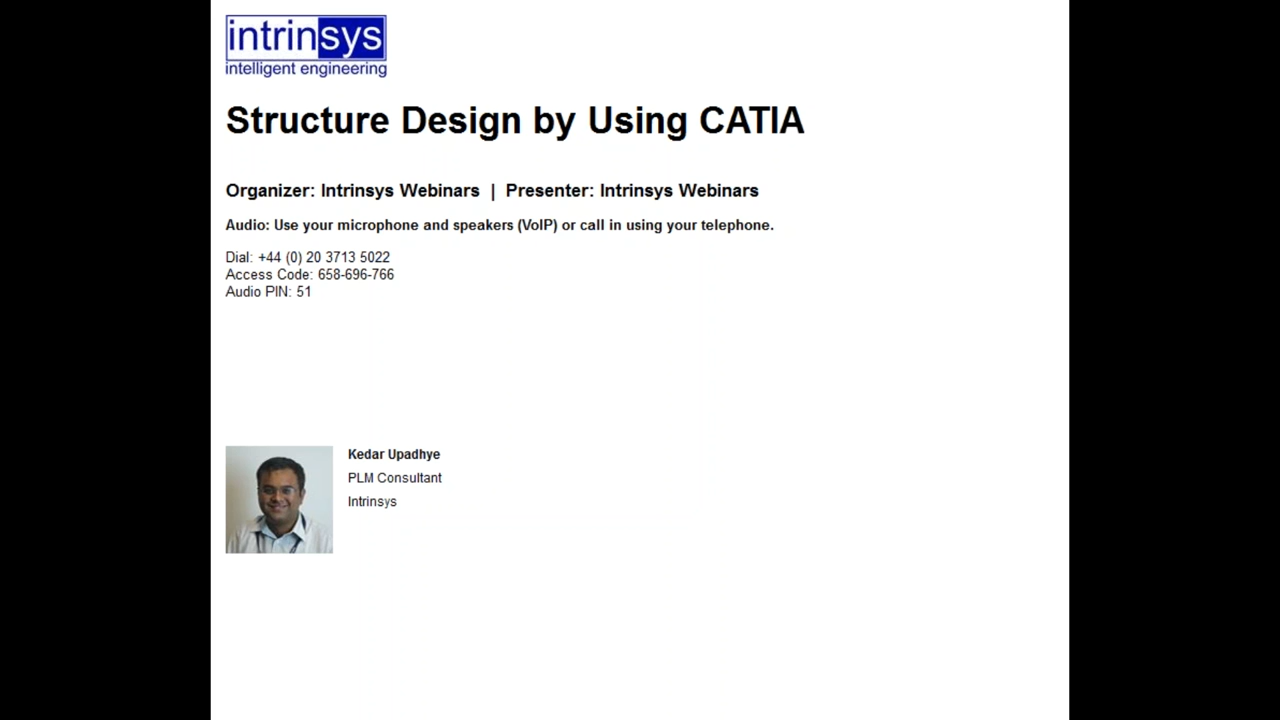 intrinsys
intelligent engineering
Structure Design by Using CATIA
Organizer: Intrinsys Webinars | Presenter: Intrinsys Webinars
Audio: Use your microphone and speakers (VoIP) or call in using your telephone.
Dial: +44 (0) 20 3713 5022
Access Code: 658-696-766
Audio PIN: 51
Kedar Upadhye
PLM Consultant
Intrinsys